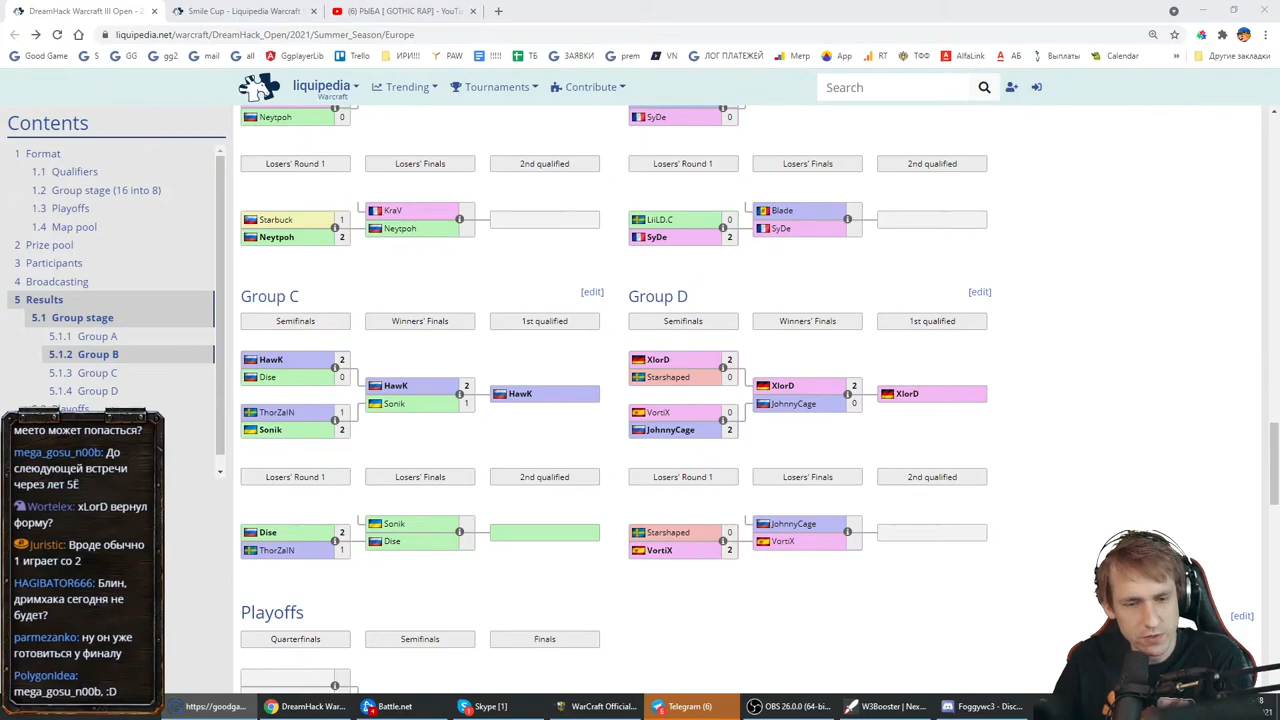 DreamHack Warcraft III Open - 2
Smile Cup - Liquipedia Warcraft
(6) РЫБА [ GOTHIC RAP] - YouT
liquipedia.net/warcraft/DreamHack_Open/2021/Summer_Season/Europe
Good Game
G
GG
gg2
mail
all
GgplayerLib
Trello
ИРИ!!!
PAW
!!!!
ТБ
ЗАЯВКИ
prem
VN
ЛОГ ПЛАТЕЖЕЙ
Метр
App
RT
ТФФ
AlfaLink
АБ
Выплаты
Calendar
Другие закладки
liquipedia
Warcraft
Trending
Tournaments
Contribute
Search
Contents
1 Format
1.1 Qualifiers
1.2 Group stage (16 into 8)
1.3 Playoffs
1.4 Map pool
2 Prize pool
3 Participants
4 Broadcasting
5 Results
5.1 Group stage
5.1.1 Group A
5.1.2 Group B
5.1.3 Group C
5.1.4 Group D
Neytpoh 0
SyDe 0
Losers' Round 1
Losers' Finals
2nd qualified
Losers' Round 1
Losers' Finals
2nd qualified
Starbuck 1
Neytpoh 2
KraV
Neytpoh
LiiLD.C 0
SyDe 2
Blade
SyDe
Group C
[edit]
Group D
[edit]
Semifinals
Winners' Finals
1st qualified
Semifinals
Winners' Finals
1st qualified
HawK 2
Dise 0
HawK 2
Sonik 1
HawK
ThorZaIN 1
Sonik 2
XlorD 2
Starshaped 0
XlorD 2
JohnnyCage 0
XlorD
VortiX 0
JohnnyCage 2
Losers' Round 1
Losers' Finals
2nd qualified
Losers' Round 1
Losers' Finals
2nd qualified
Dise 2
ThorZaIN 1
Sonik
Dise
Starshaped 0
VortiX 2
JohnnyCage
VortiX
Playoffs
[edit]
Quarterfinals
Semifinals
Finals
меето может попасться?
mega_gosu_n00b: До
слеюдующей встречи
через лет 5Ё
Wortelex: xLorD вернул
форму?
Juristic: Вроде обычно
1 играет со 2
HAGIBATOR666: Блин,
дримхака сегодня не
будет?
parmezanko: ну он уже
готовиться у финалу
PolygonIdea:
mega_gosu_n00b, :D
https://goodga...
DreamHack War...
Battle.net
Skype [1]
WarCraft Official...
Telegram (6)
OBS 26.0.0 (64-bi...
W3Booster | Nex...
Foggywc3 - Disc...